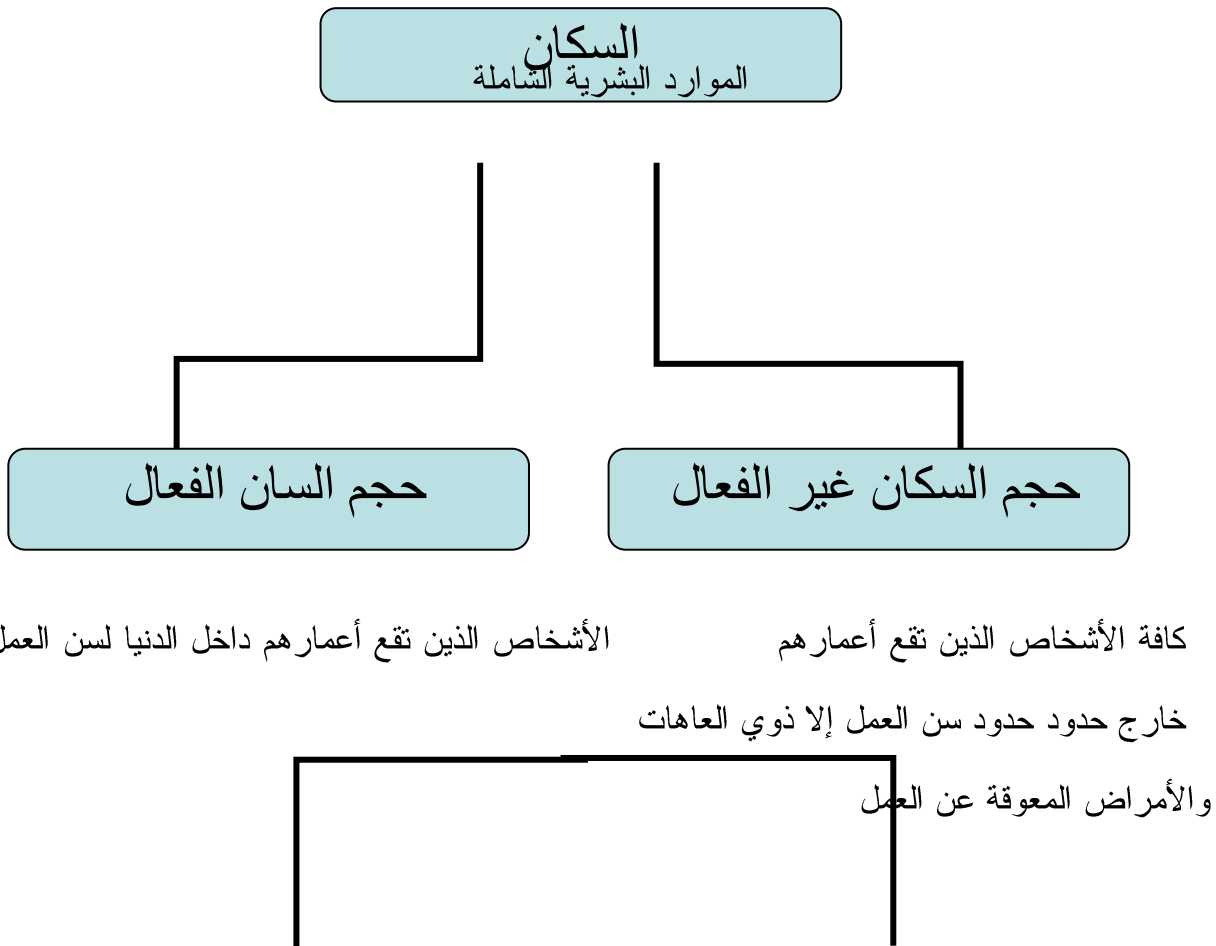 السكان
الموارد البشرية الشاملة
حجم السكان غير الفعال
حجم السان الفعال
كافة الأشخاص الذين تقع أعمارهم
الأشخاص الذين تقع أعمارهم داخل الدنيا لسن العمل
خارج حدود حدود سن العمل إلا ذوي العاهات
والأمراض المعوقة عن العمل